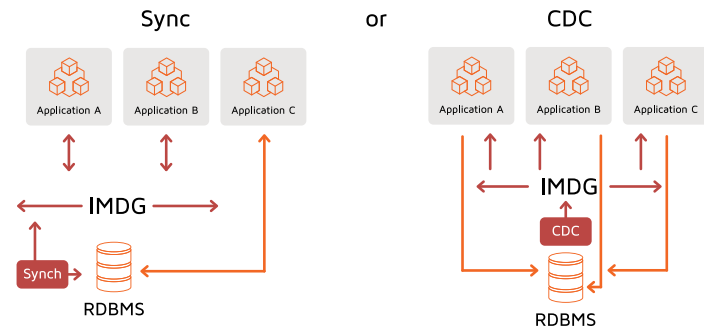 Sync
or
CDC
Application A
Application B
Application C
Application A
Application B
Application C
IMDG
IMDG
Synch
CDC
RDBMS
RDBMS